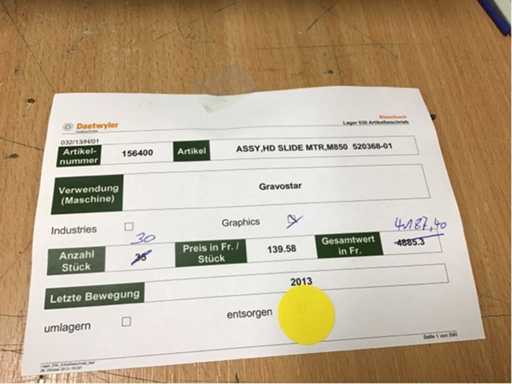 Daetwyler
Lager 030 Artikelbeschrieb
032/13/H/01
Artikel-nummer 156400 Artikel ASSY,HD SLIDE MTR,M850 520368-01
Verwendung (Maschine) Gravostar
Industries Graphics
30 4187,40
Anzahl Stück 35 Preis in Fr. / Stück 139.58 Gesamtwert in Fr. 4885.3
Letzte Bewegung 2013
umlagern entsorgen